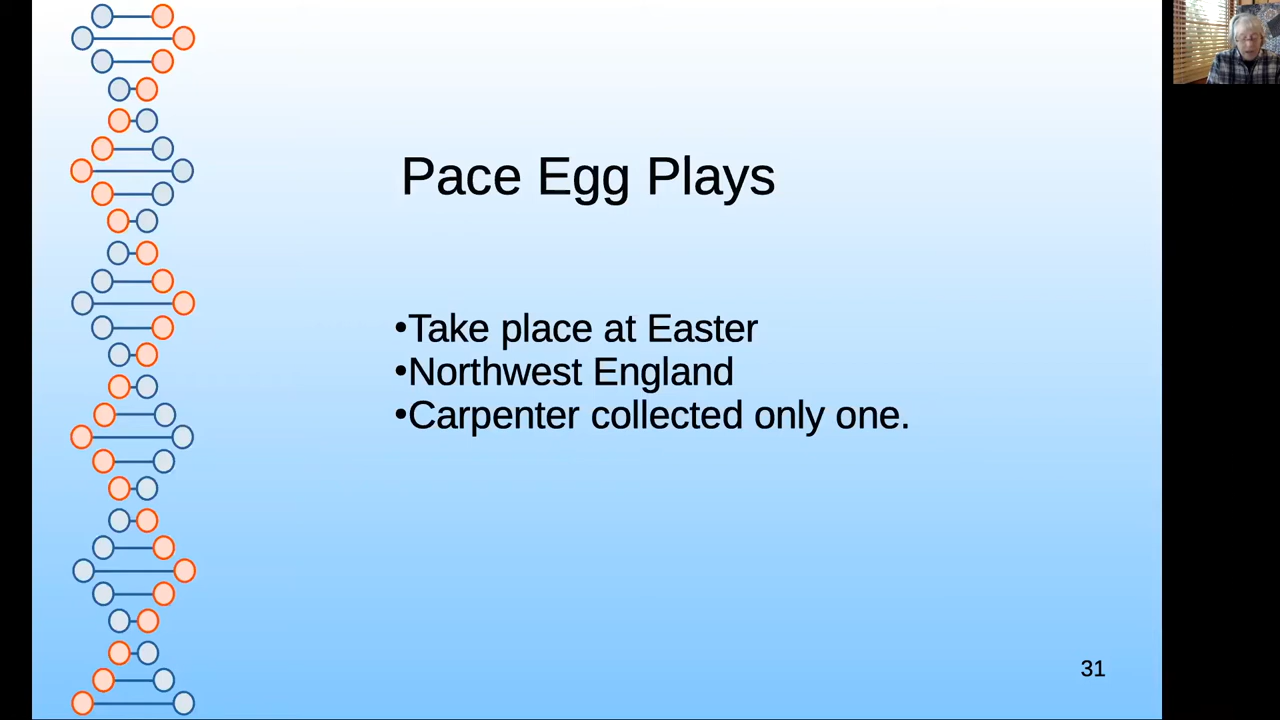 Pace Egg Plays
•Take place at Easter
•Northwest England
•Carpenter collected only one.
31